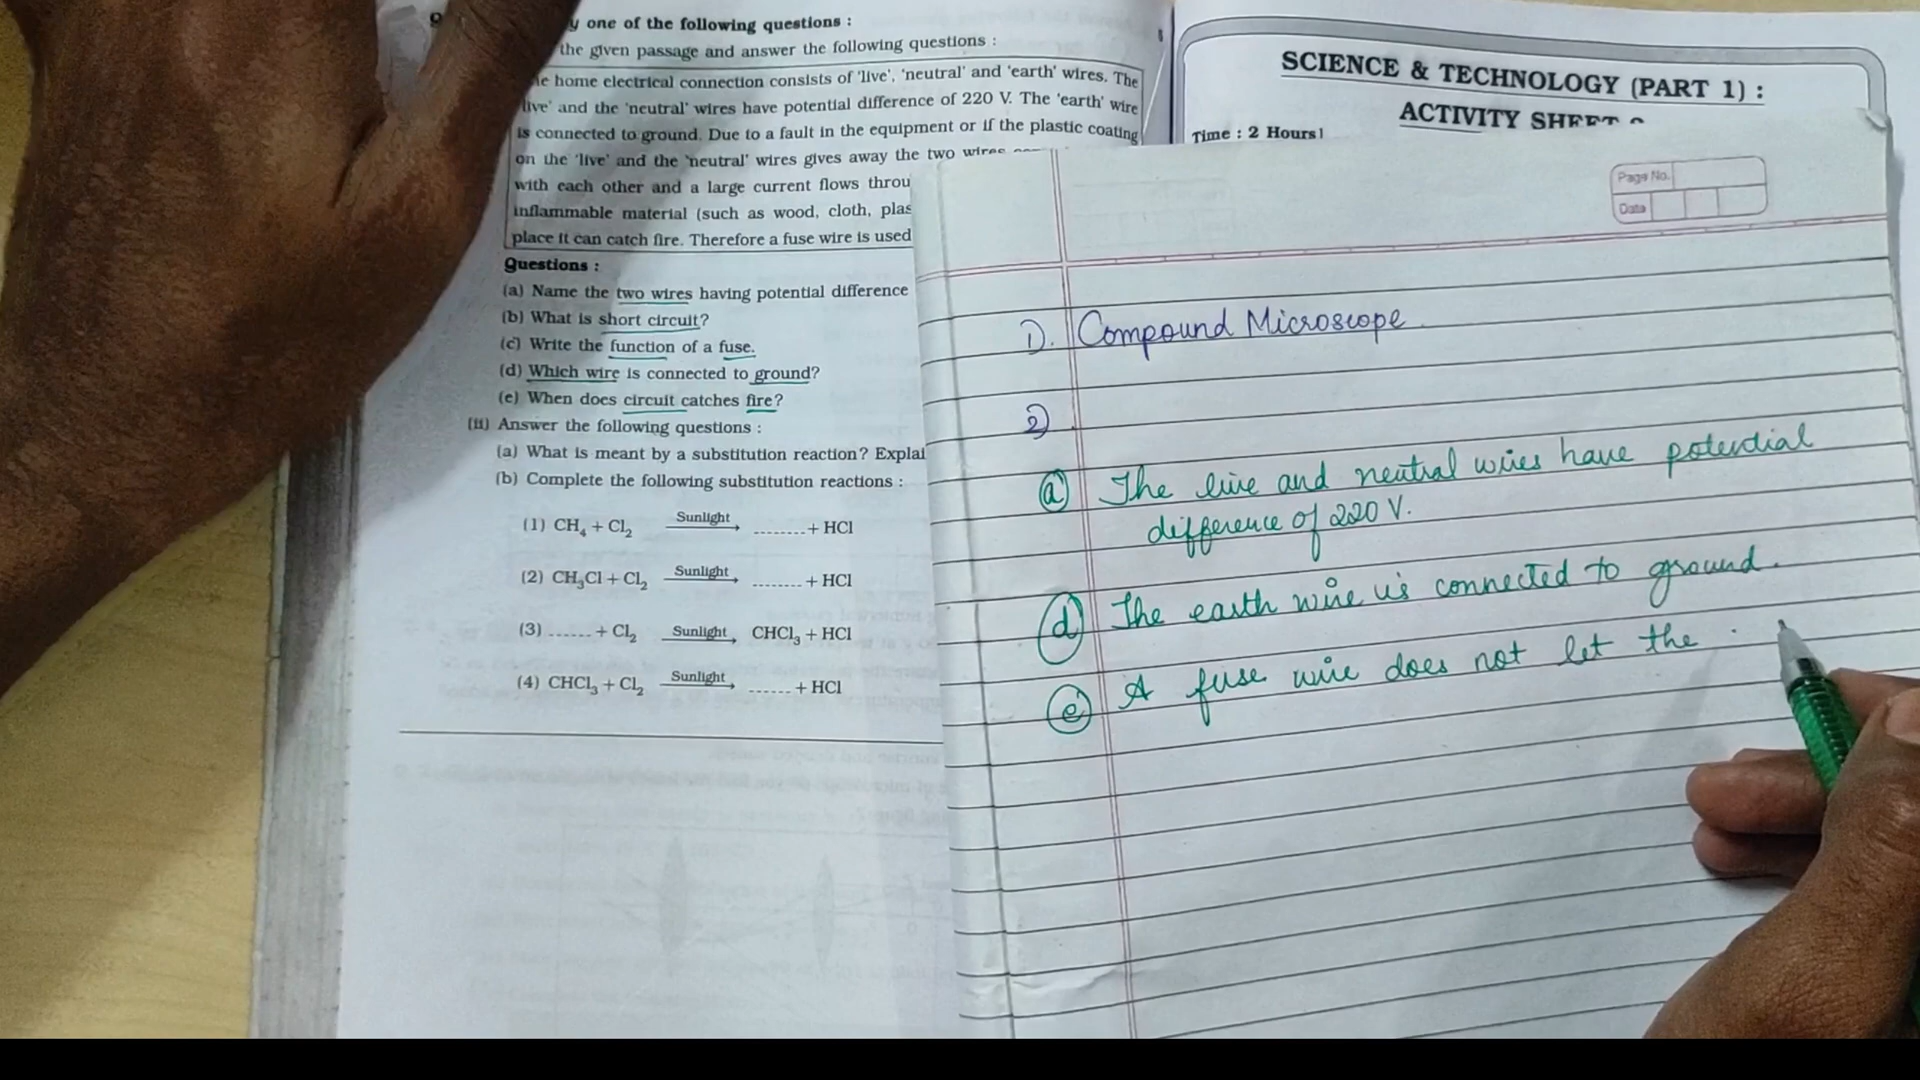 y one of the following questions :
the given passage and answer the following questions :
home electrical connection consists of 'live', 'neutral' and 'earth' wires. The
live' and the 'neutral' wires have potential difference of 220 V. The 'earth' wire
is connected to ground. Due to a fault in the equipment or if the plastic coating
on the 'live' and the 'neutral' wires gives away the two wires
with each other and a large current flows throu
inflammable material (such as wood, cloth, plas
place it can catch fire. Therefore a fuse wire is used
Questions :
(a) Name the two wires having potential difference
(b) What is short circuit?
(c) Write the function of a fuse.
(d) Which wire is connected to ground?
(e) When does circuit catches fire?
(ii) Answer the following questions :
(a) What is meant by a substitution reaction? Explai
(b) Complete the following substitution reactions :
(1) CH₄ + Cl₂ Sunlight → ........ + HCl
(2) CH₃Cl + Cl₂ Sunlight → ........ + HCl
(3) ...... + Cl₂ Sunlight → CHCl₃ + HCl
(4) CHCl₃ + Cl₂ Sunlight → ...... + HCl
SCIENCE & TECHNOLOGY (PART 1) :
ACTIVITY SHEET
Time : 2 Hours]
Page No.
Date
D. Compound Microscope.
2)
(a) The live and neutral wires have potential
difference of 220 V.
(d) The earth wire is connected to ground.
(e) A fuse wire does not let the